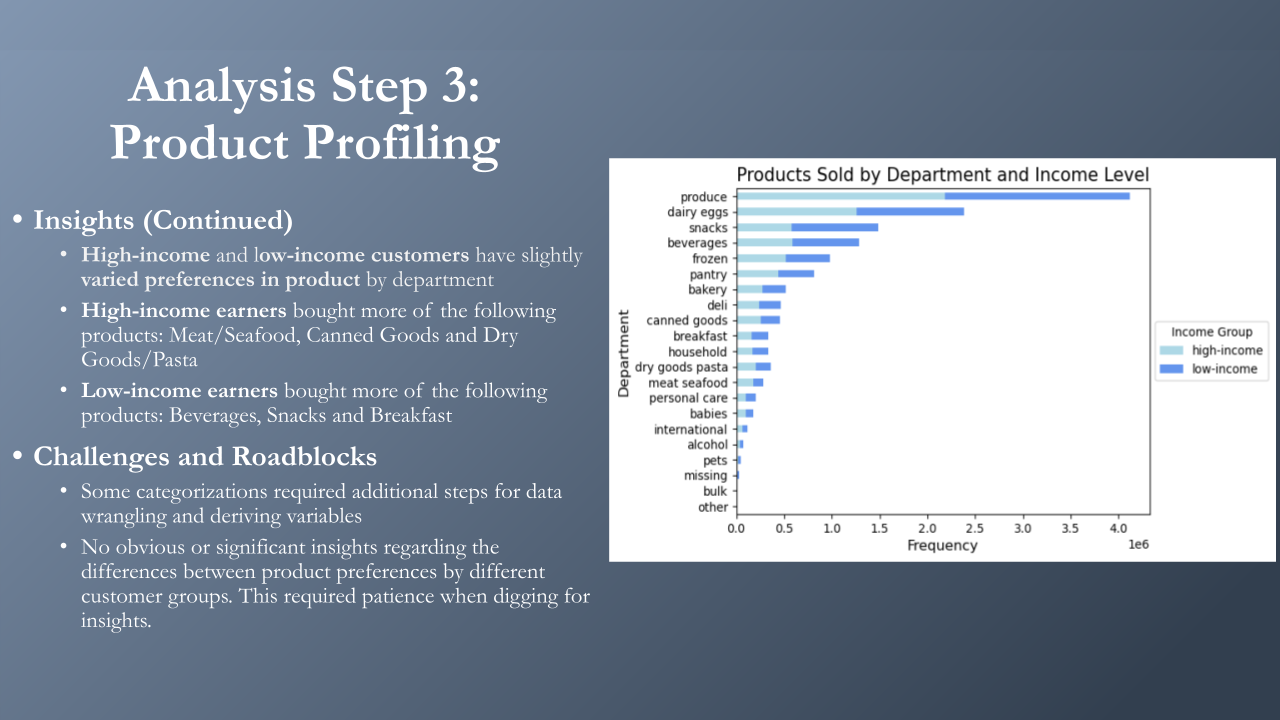 Analysis Step 3:
Product Profiling
• Insights (Continued)
• High-income and low-income customers have slightly
varied preferences in product by department
• High-income earners bought more of the following
products: Meat/Seafood, Canned Goods and Dry
Goods/Pasta
• Low-income earners bought more of the following
products: Beverages, Snacks and Breakfast
• Challenges and Roadblocks
• Some categorizations required additional steps for data
wrangling and deriving variables
• No obvious or significant insights regarding the
differences between product preferences by different
customer groups. This required patience when digging for
insights.
Products Sold by Department and Income Level
Department
produce
dairy eggs
snacks
beverages
frozen
pantry
bakery
deli
canned goods
breakfast
household
dry goods pasta
meat seafood
personal care
babies
international
alcohol
pets
missing
bulk
other
0.0 0.5 1.0 1.5 2.0 2.5 3.0 3.5 4.0
1e6
Frequency
Income Group
high-income
low-income